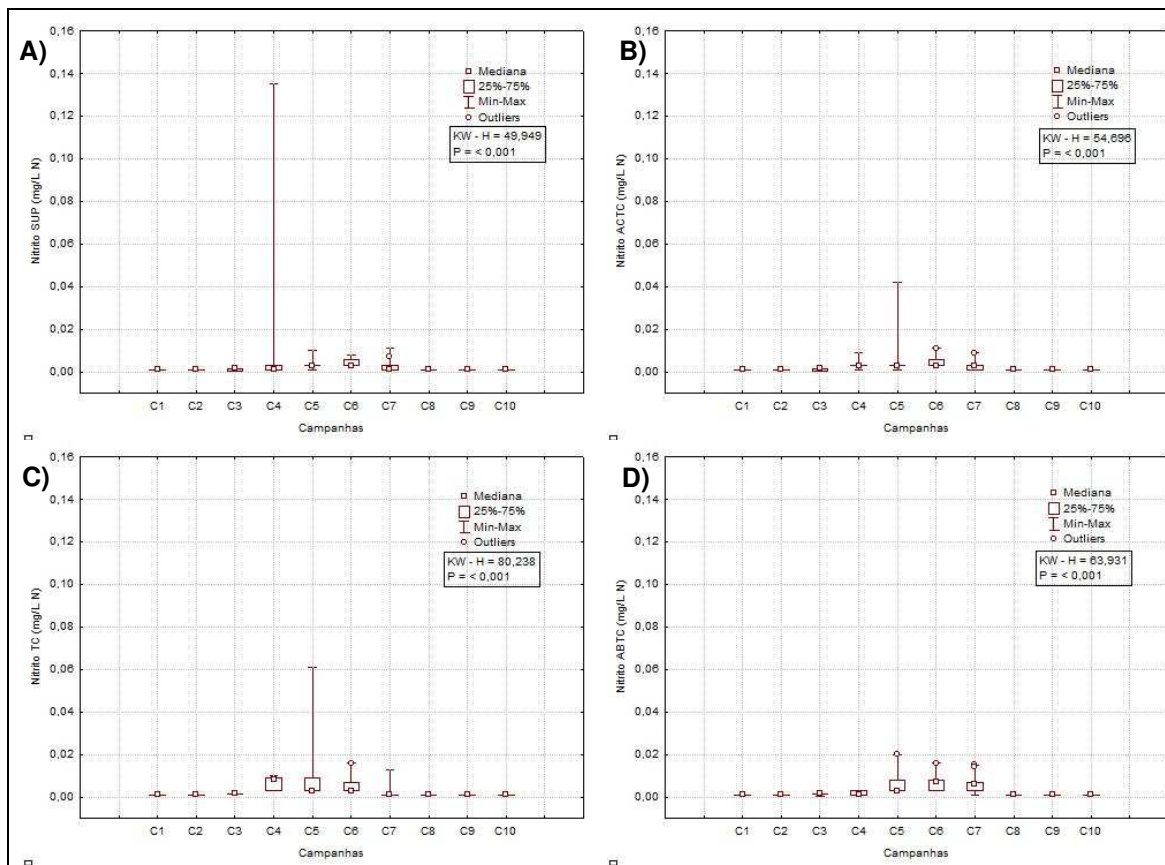 A)
0,16
0,14
0,12
0,10
0,08
0,06
0,04
0,02
0,00
Nitrito SUP (mg/L N)
Mediana
25%-75%
Min-Max
Outliers
KW - H = 49,949
P = < 0,001
C1 C2 C3 C4 C5 C6 C7 C8 C9 C10
Campanhas
B)
0,16
0,14
0,12
0,10
0,08
0,06
0,04
0,02
0,00
Nitrito ACTC (mg/L N)
Mediana
25%-75%
Min-Max
Outliers
KW - H = 54,696
P = < 0,001
C1 C2 C3 C4 C5 C6 C7 C8 C9 C10
Campanhas
C)
0,16
0,14
0,12
0,10
0,08
0,06
0,04
0,02
0,00
Nitrito TC (mg/L N)
Mediana
25%-75%
Min-Max
Outliers
KW - H = 80,238
P = < 0,001
C1 C2 C3 C4 C5 C6 C7 C8 C9 C10
Campanhas
D)
0,16
0,14
0,12
0,10
0,08
0,06
0,04
0,02
0,00
Nitrito ABTC (mg/L N)
Mediana
25%-75%
Min-Max
Outliers
KW - H = 63,931
P = < 0,001
C1 C2 C3 C4 C5 C6 C7 C8 C9 C10
Campanhas